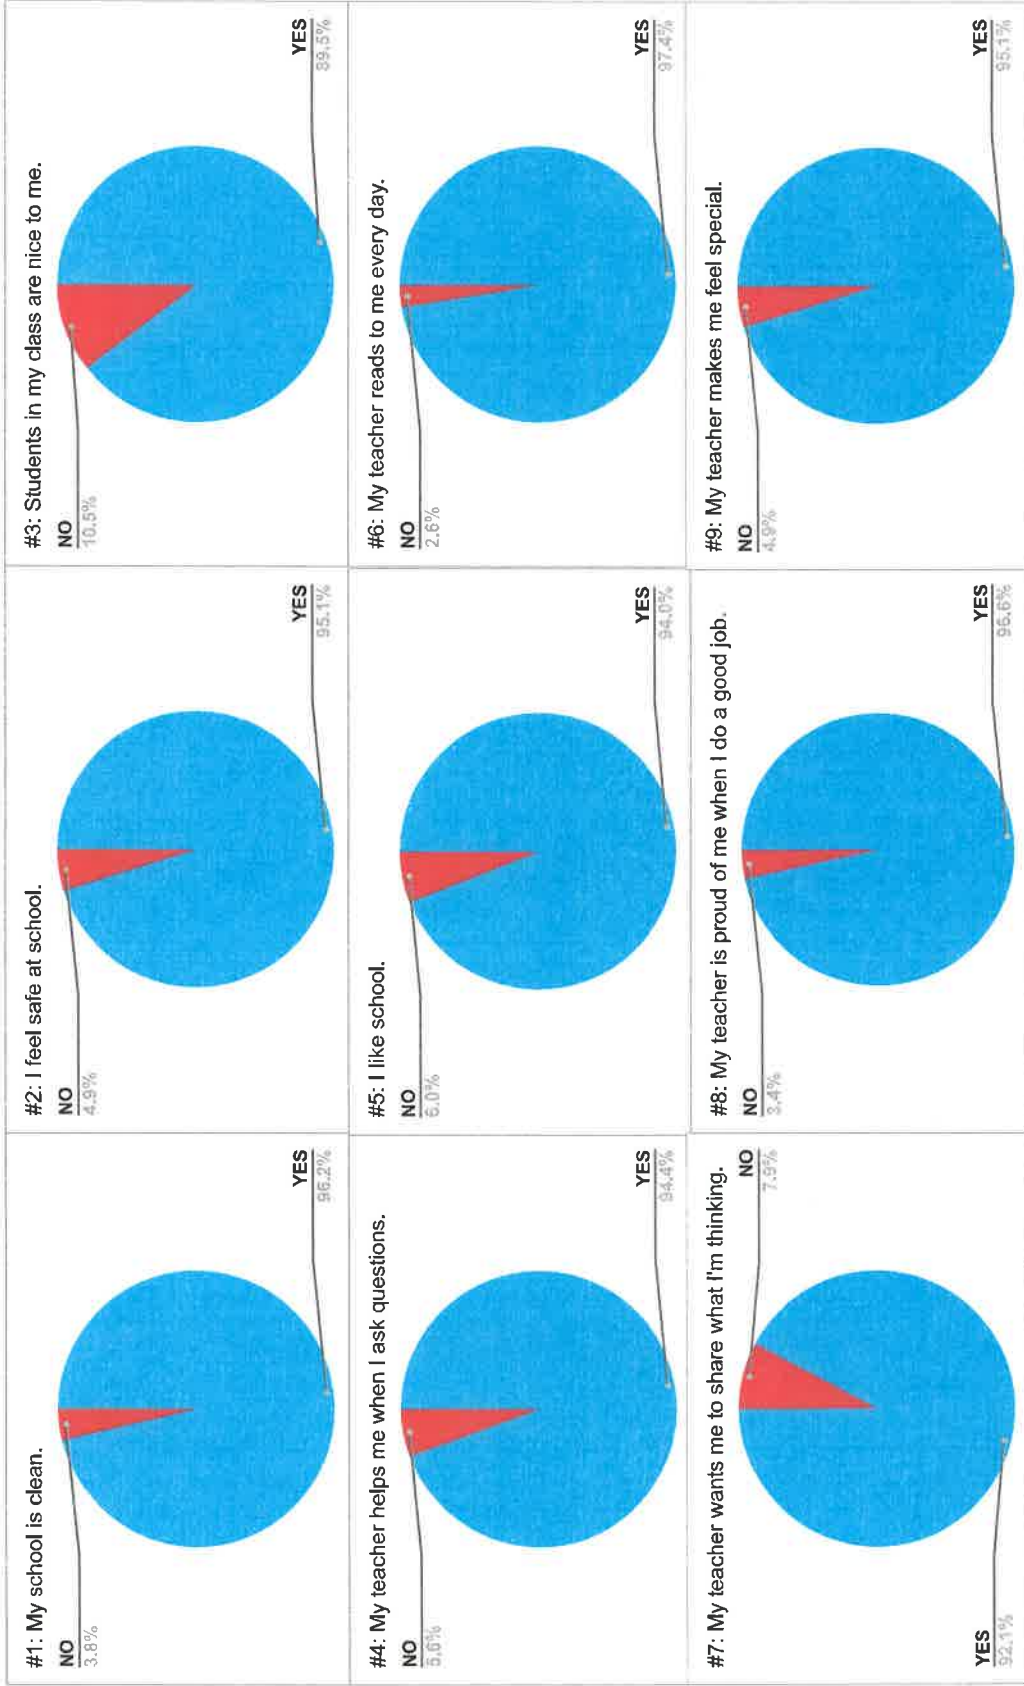 #1: My school is clean.
NO
3.8%
YES
96.2%
#2: I feel safe at school.
NO
4.9%
YES
95.1%
#3: Students in my class are nice to me.
NO
10.5%
YES
89.5%
#4: My teacher helps me when I ask questions.
NO
5.6%
YES
94.4%
#5: I like school.
NO
6.0%
YES
94.0%
#6: My teacher reads to me every day.
NO
2.6%
YES
97.4%
#7: My teacher wants me to share what I'm thinking.
NO
7.9%
YES
92.1%
#8: My teacher is proud of me when I do a good job.
NO
3.4%
YES
96.6%
#9: My teacher makes me feel special.
NO
4.9%
YES
95.1%